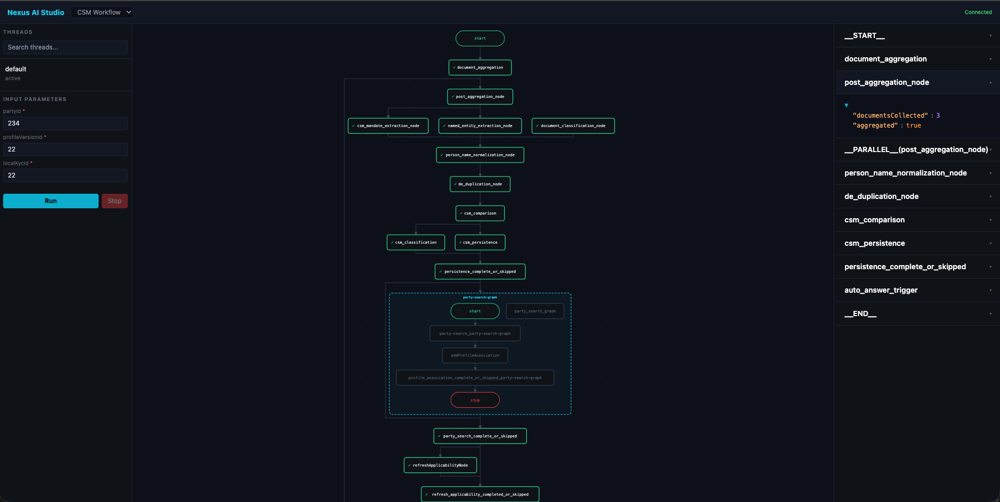 Nexus AI Studio
CSM Workflow
Connected
THREADS
Search threads...
default
active
INPUT PARAMETERS
partyId *
234
profileVersionId *
22
localKycId *
22
Run
Stop
start
✓ document_aggregation
✓ post_aggregation_node
✓ csm_mandate_extraction_node
✓ named_entity_extraction_node
✓ document_classification_node
✓ person_name_normalization_node
✓ de_duplication_node
✓ csm_comparison
✓ csm_classification
✓ csm_persistence
✓ persistence_complete_or_skipped
party-search-graph
start
party_search_graph
party-search_party-search-graph
addProfileAssociation
profile_association_complete_or_skipped_party-search-graph
stop
✓ party_search_complete_or_skipped
✓ refreshApplicabilityNode
✓ refresh_applicability_completed_or_skipped
__START__
document_aggregation
post_aggregation_node
"documentsCollected" : 3
"aggregated" : true
__PARALLEL__(post_aggregation_node)
person_name_normalization_node
de_duplication_node
csm_comparison
csm_persistence
persistence_complete_or_skipped
auto_answer_trigger
__END__